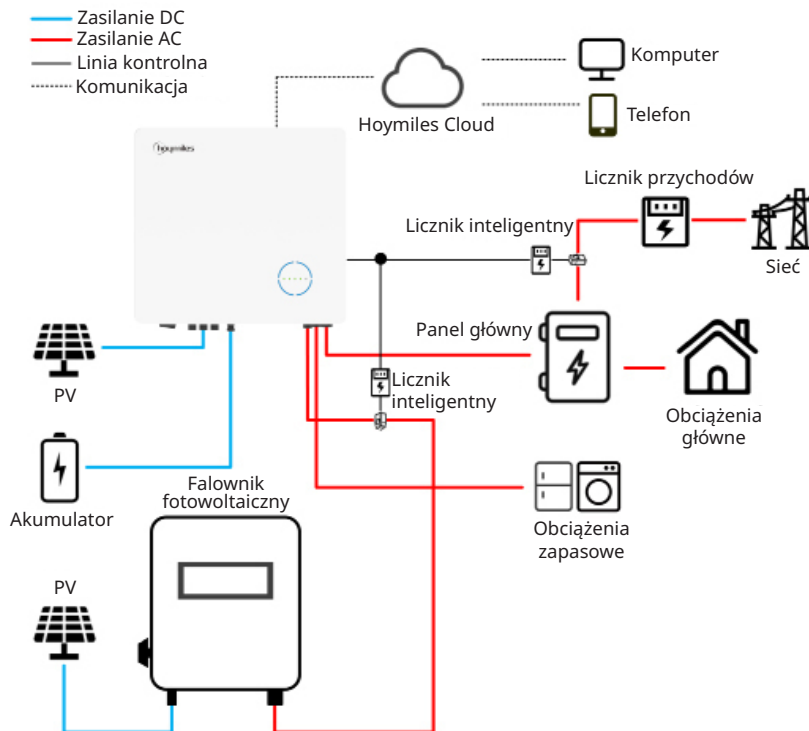 Zasilanie DC
Zasilanie AC
Linia kontrolna
Komunikacja
Komputer
Hoymiles Cloud
Telefon
hoymiles
Licznik przychodów
Licznik inteligentny
Sieć
Panel główny
PV
Licznik
inteligentny
Obciążenia
główne
Akumulator
Falownik
fotowoltaiczny
Obciążenia
zapasowe
PV